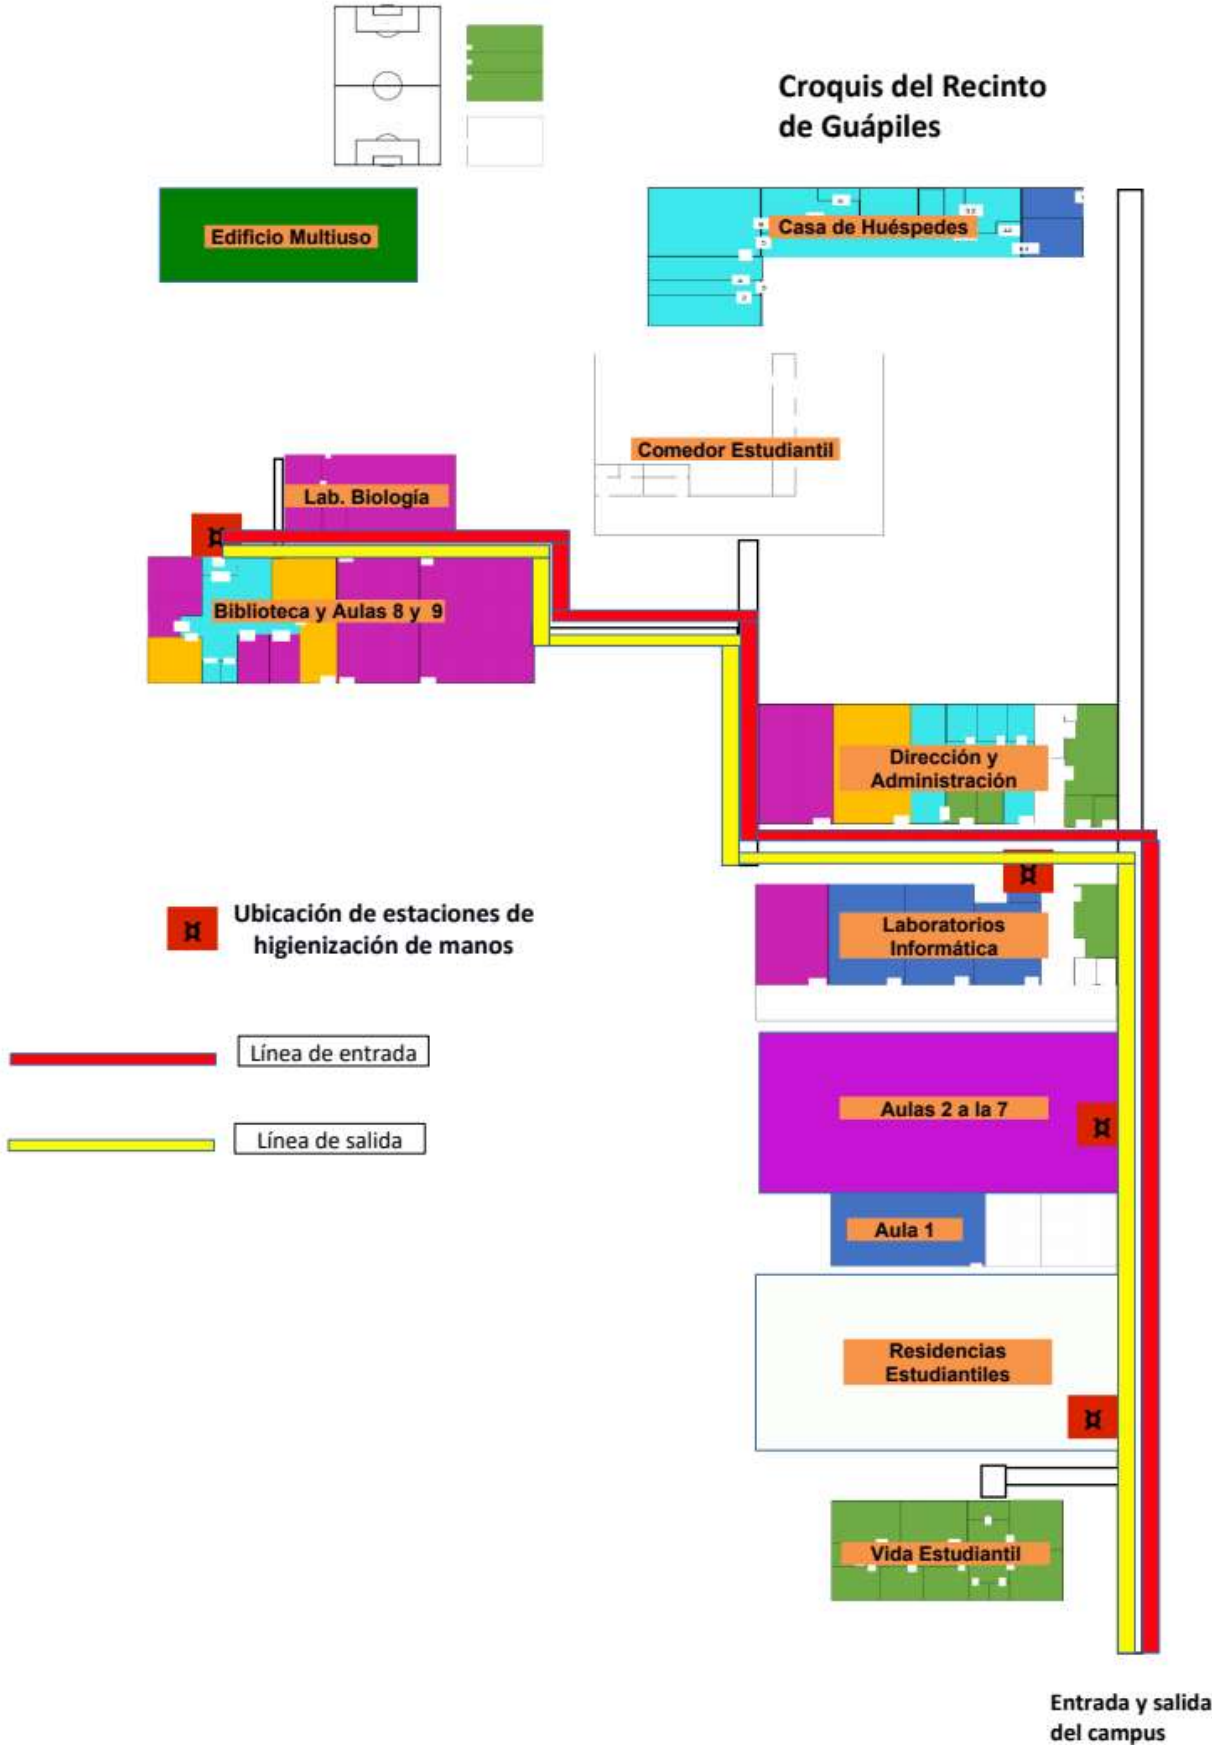 Croquis del Recinto
de Guápiles
Edificio Multiuso
Casa de Huéspedes
Comedor Estudiantil
Lab. Biología
Biblioteca y Aulas 8 y 9
Dirección y
Administración
Ubicación de estaciones de
higienización de manos
Laboratorios
Informática
Línea de entrada
Aulas 2 a la 7
Línea de salida
Aula 1
Residencias
Estudiantiles
Vida Estudiantil
Entrada y salida
del campus